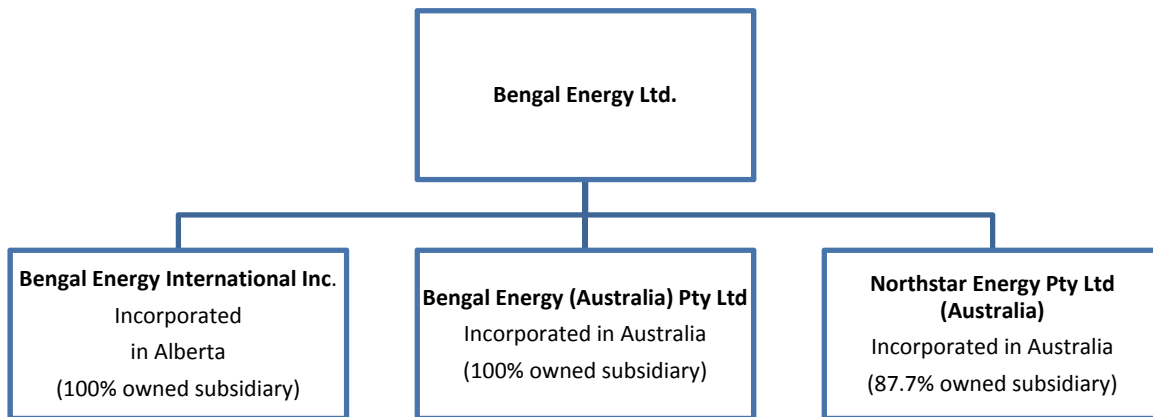 Bengal Energy Ltd.
Bengal Energy International Inc.
Incorporated
in Alberta
(100% owned subsidiary)
Bengal Energy (Australia) Pty Ltd
Incorporated in Australia
(100% owned subsidiary)
Northstar Energy Pty Ltd
(Australia)
Incorporated in Australia
(87.7% owned subsidiary)